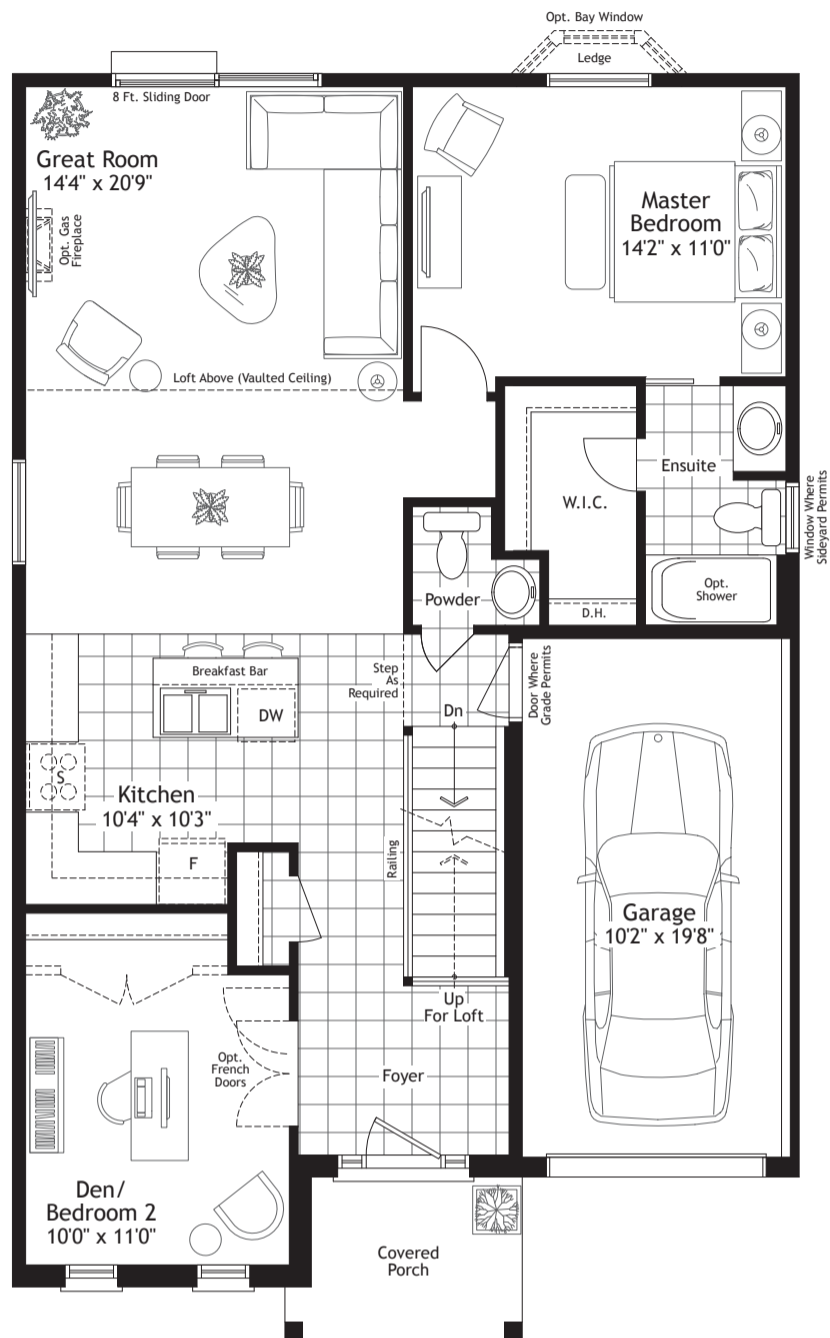 Opt. Bay Window
Ledge
8 Ft. Sliding Door
Great Room
14'4" x 20'9"
Opt. Gas
Fireplace
Master
Bedroom
14'2" x 11'0"
Loft Above (Vaulted Ceiling)
Ensuite
W.I.C.
Window Where
Sideyard Permits
Opt.
Shower
Powder
D.H.
Breakfast Bar
DW
Step
As
Required
Dn
Door Where
Grade Permits
S
Kitchen
10'4" x 10'3"
F
Railing
Garage
10'2" x 19'8"
Up
For Loft
Opt.
French
Doors
Foyer
Den/
Bedroom 2
10'0" x 11'0"
Covered
Porch